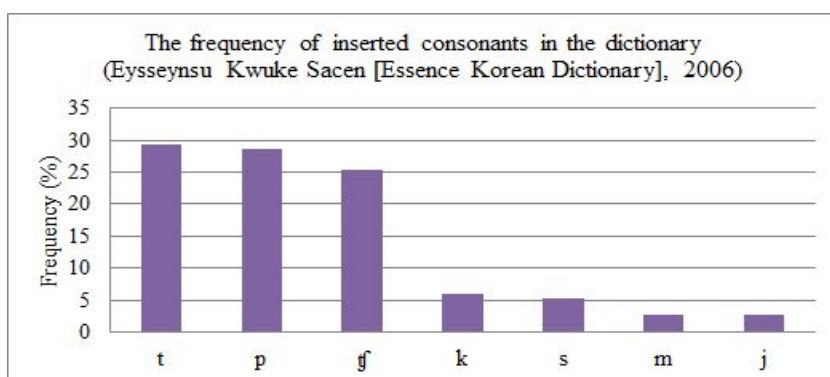 The frequency of inserted consonants in the dictionary
(Eysseynsu Kwuke Sacen [Essence Korean Dictionary], 2006)
Frequency (%)
35
30
25
20
15
10
5
0
t p ʧ k s m j